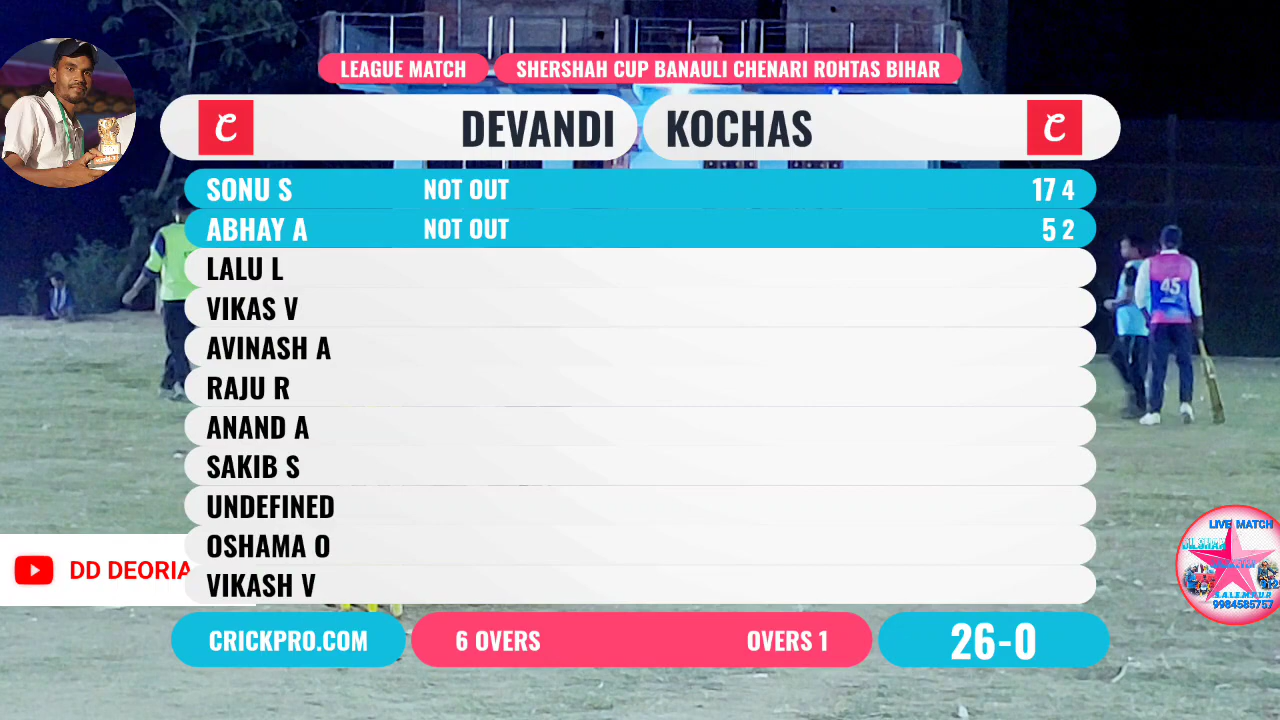 LEAGUE MATCH
SHERSHAH CUP BANAULI CHENARI ROHTAS BIHAR
C DEVANDI KOCHAS C
SONU S NOT OUT 17 4
ABHAY A NOT OUT 5 2
LALU L
VIKAS V
45
AVINASH A
RAJU R
ANAND A
SAKIB S
UNDEFINED
OSHAMA O
VIKASH V
DD DEORIA
LIVE MATCH
SALEMPUR
9984585757
CRICKPRO.COM 6 OVERS OVERS 1 26-0